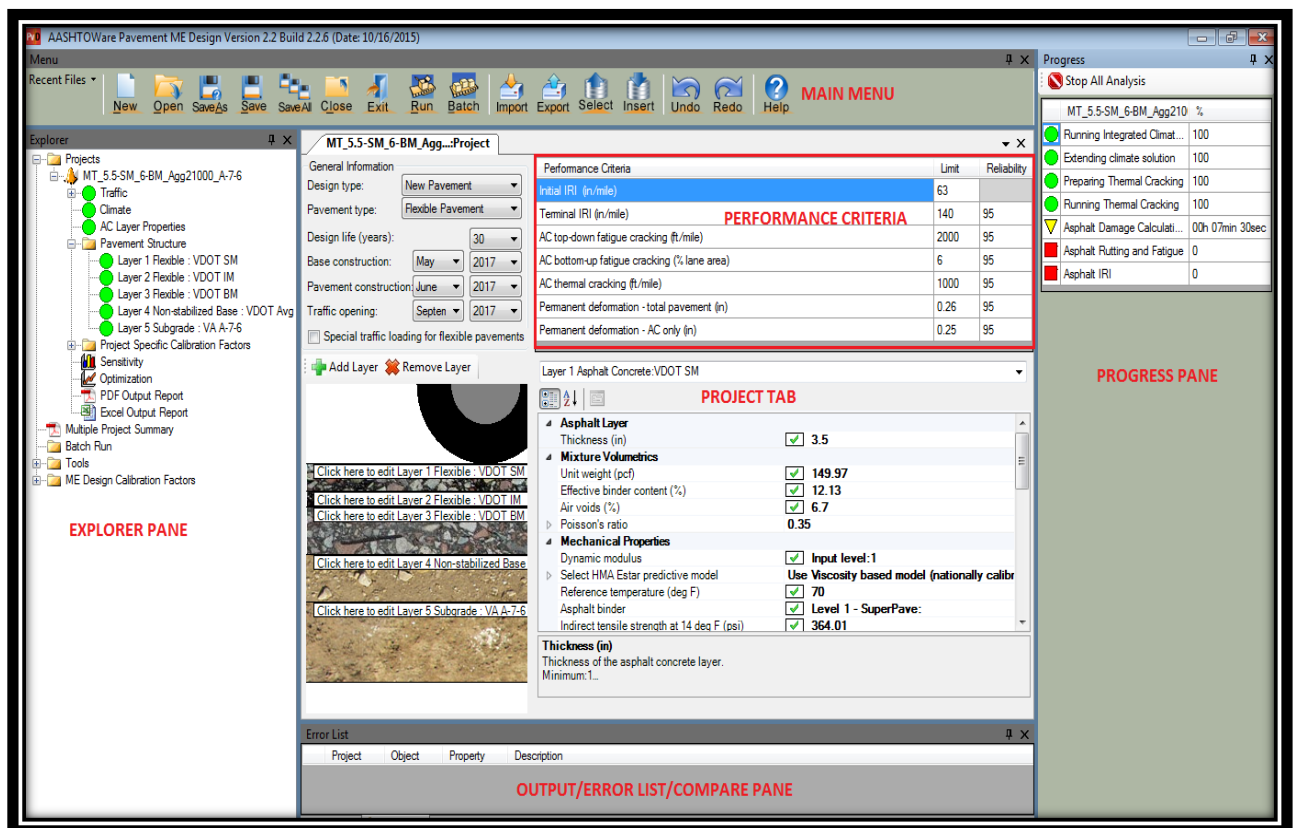 AASHTOWare Pavement ME Design Version 2.2 Build 2.2.6 (Date: 10/16/2015)
Menu
Recent Files
New Open SaveAs Save SaveAll Close Exit Run Batch Import Export Select Insert Undo Redo Help
MAIN MENU
Explorer
Projects
MT_5.5-SM_6-BM_Agg21000_A-7-6
Traffic
Climate
AC Layer Properties
Pavement Structure
Layer 1 Flexible : VDOT SM
Layer 2 Flexible : VDOT IM
Layer 3 Flexible : VDOT BM
Layer 4 Non-stabilized Base : VDOT Avg
Layer 5 Subgrade : VA A-7-6
Project Specific Calibration Factors
Sensitivity
Optimization
PDF Output Report
Excel Output Report
Multiple Project Summary
Batch Run
Tools
ME Design Calibration Factors
EXPLORER PANE
MT_5.5-SM_6-BM_Agg...:Project
General Information
Design type: New Pavement
Pavement type: Flexible Pavement
Design life (years): 30
Base construction: May 2017
Pavement construction: June 2017
Traffic opening: Septen 2017
Special traffic loading for flexible pavements
Performance Criteria Limit Reliability
Initial IRI (in/mile) 63
Terminal IRI (in/mile) 140 95
PERFORMANCE CRITERIA
AC top-down fatigue cracking (ft/mile) 2000 95
AC bottom-up fatigue cracking (% lane area) 6 95
AC thermal cracking (ft/mile) 1000 95
Permanent deformation - total pavement (in) 0.26 95
Permanent deformation - AC only (in) 0.25 95
Add Layer Remove Layer
Click here to edit Layer 1 Flexible : VDOT SM
Click here to edit Layer 2 Flexible : VDOT IM
Click here to edit Layer 3 Flexible : VDOT BM
Click here to edit Layer 4 Non-stabilized Base
Click here to edit Layer 5 Subgrade : VA A-7-6
Layer 1 Asphalt Concrete:VDOT SM
PROJECT TAB
Asphalt Layer
Thickness (in) 3.5
Mixture Volumetrics
Unit weight (pcf) 149.97
Effective binder content (%) 12.13
Air voids (%) 6.7
Poisson's ratio 0.35
Mechanical Properties
Dynamic modulus Input level:1
Select HMA Estar predictive model Use Viscosity based model (nationally calibr
Reference temperature (deg F) 70
Asphalt binder Level 1 - SuperPave:
Indirect tensile strength at 14 deg F (psi) 364.01
Thickness (in)
Thickness of the asphalt concrete layer.
Minimum:1...
Error List
Project Object Property Description
OUTPUT/ERROR LIST/COMPARE PANE
Progress
Stop All Analysis
MT_5.5-SM_6-BM_Agg210 %
Running Integrated Climat... 100
Extending climate solution 100
Preparing Thermal Cracking 100
Running Thermal Cracking 100
Asphalt Damage Calculati... 00h 07min 30sec
Asphalt Rutting and Fatigue 0
Asphalt IRI 0
PROGRESS PANE